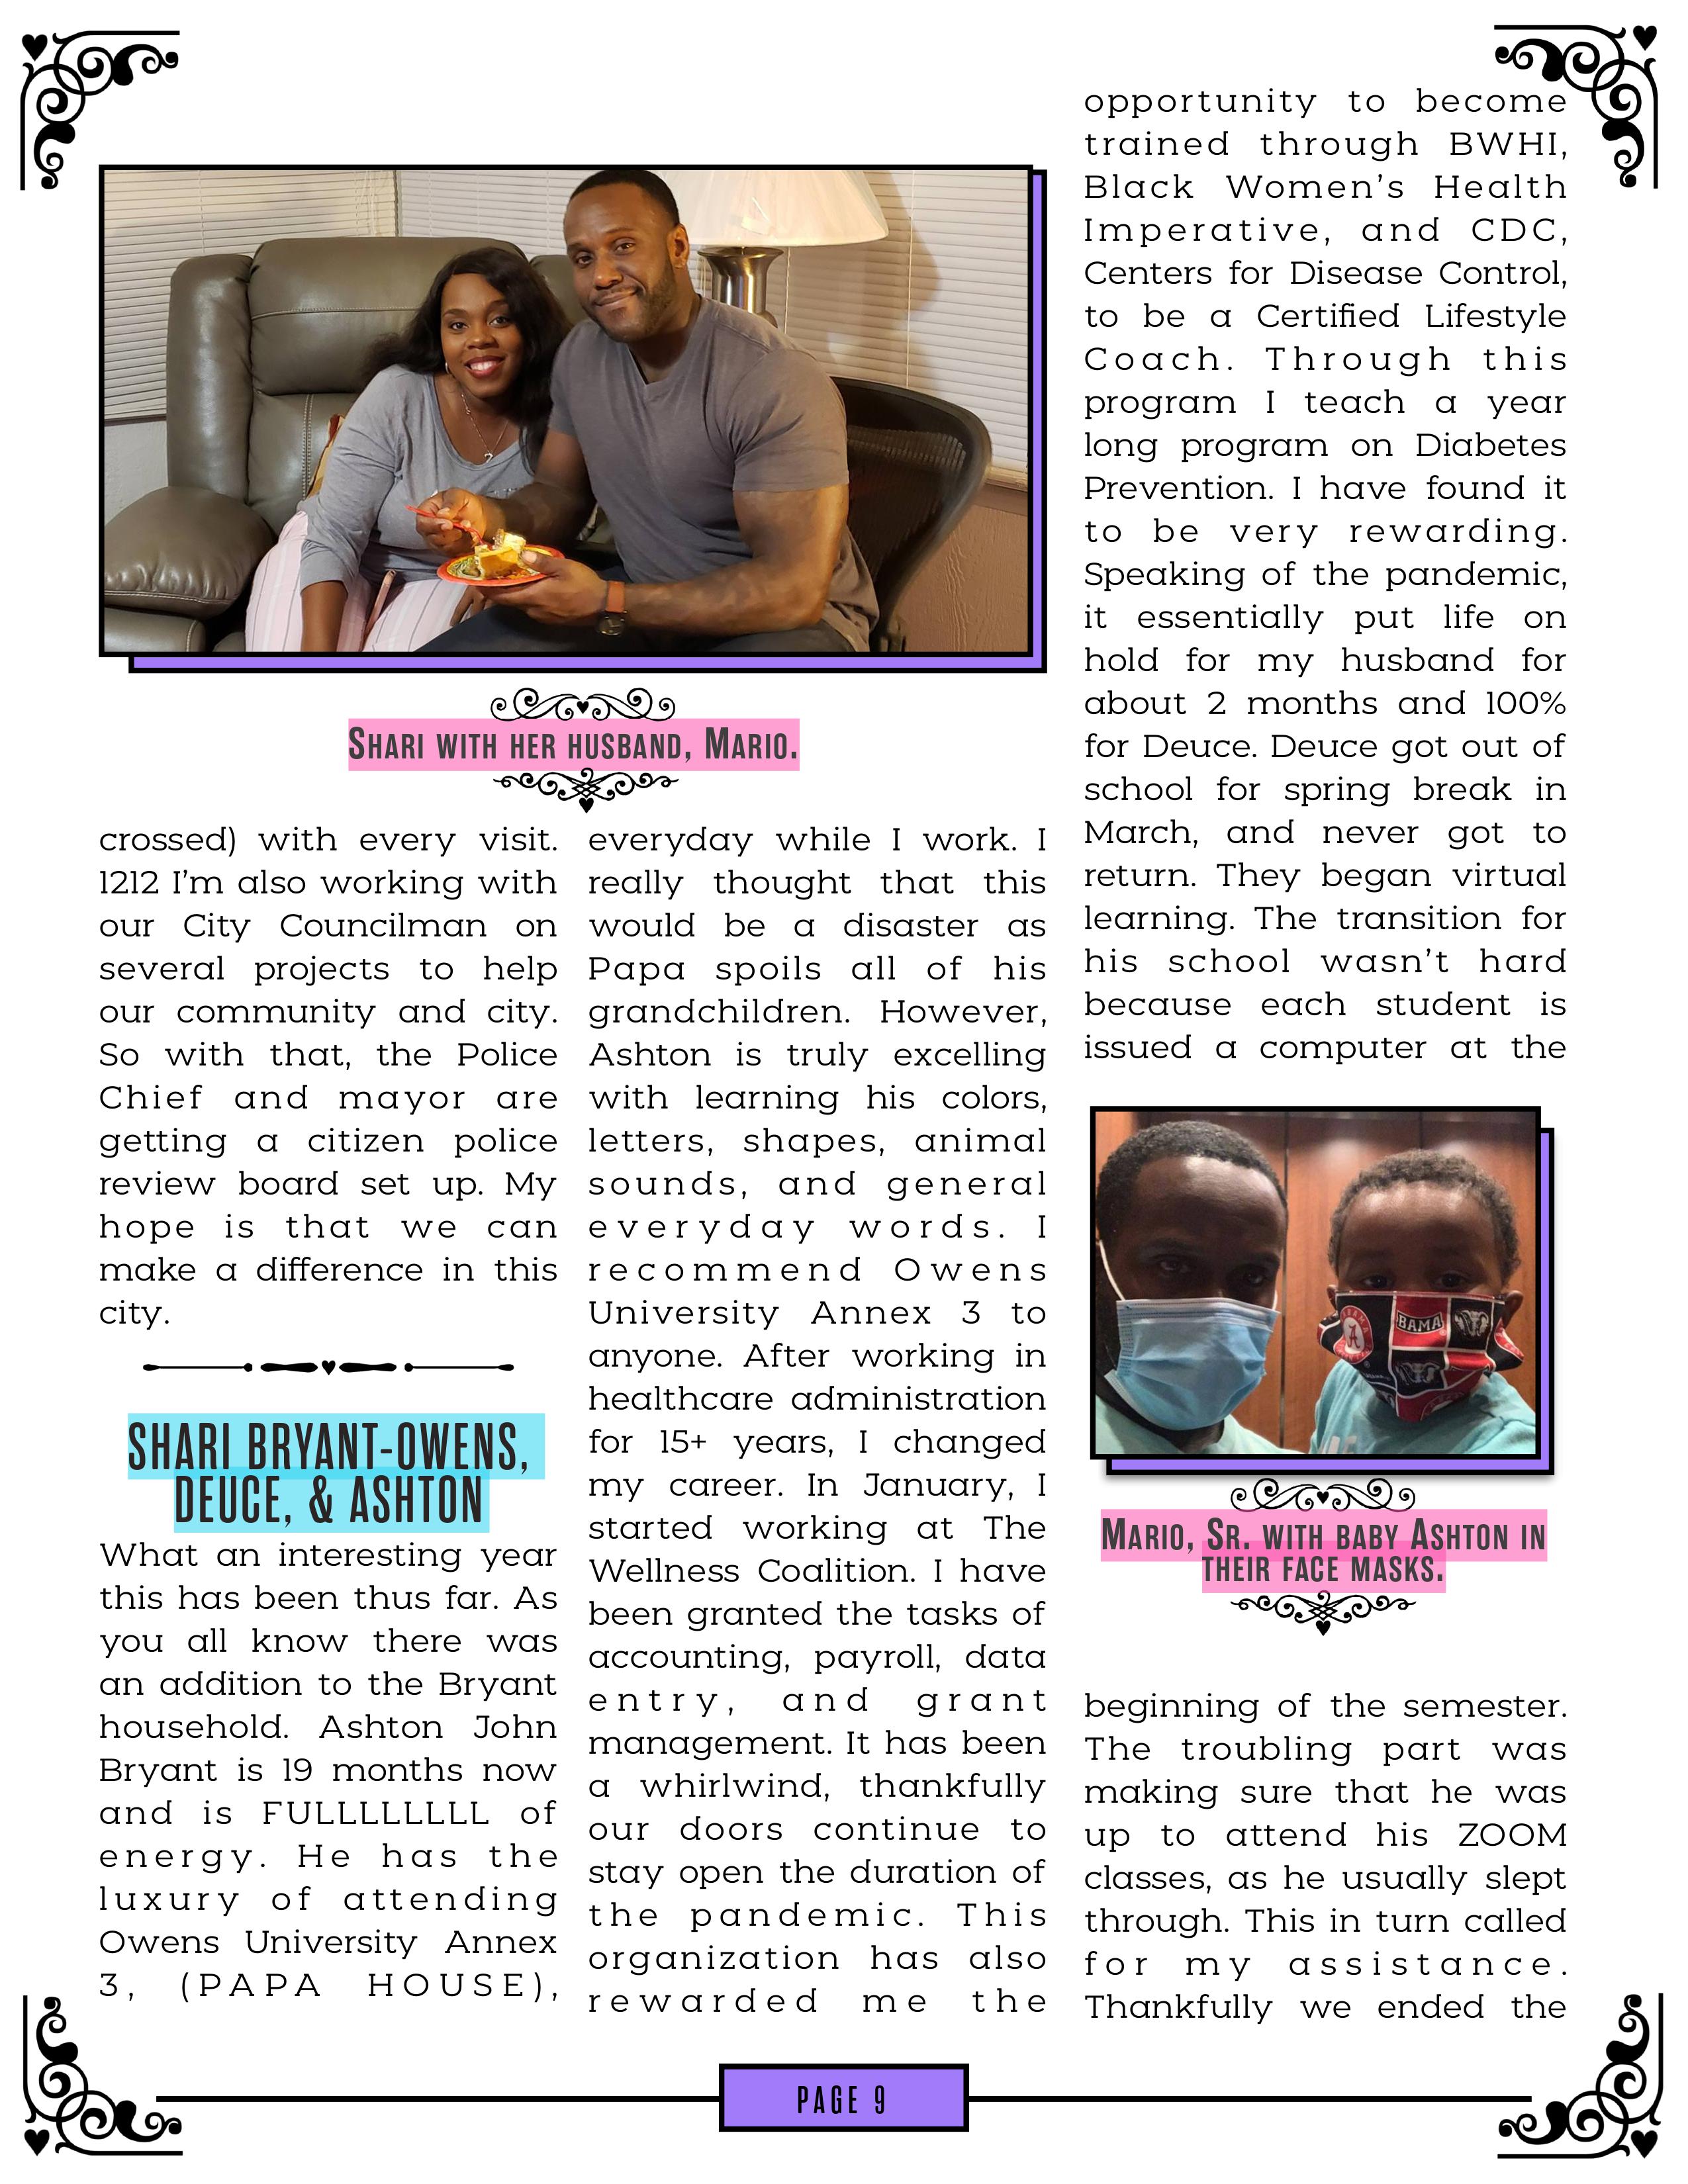 SHARI WITH HER HUSBAND, MARIO.
crossed) with every visit.
1212 I'm also working with
our City Councilman on
several projects to help
our community and city.
So with that, the Police
Chief and mayor are
getting a citizen police
review board set up. My
hope is that we can
make a difference in this
city.
SHARI BRYANT-OWENS,
DEUCE, & ASHTON
What an interesting year
this has been thus far. As
you all know there was
an addition to the Bryant
household. Ashton John
Bryant is 19 months now
and is FULLLLLLLL of
energy. He has the
luxury of attending
Owens University Annex
3, (PAPA HOUSE),
everyday while I work. I
really thought that this
would be a disaster as
Papa spoils all of his
grandchildren. However,
Ashton is truly excelling
with learning his colors,
letters, shapes, animal
sounds, and general
everyday words. I
recommend Owens
University Annex 3 to
anyone. After working in
healthcare administration
for 15+ years, I changed
my career. In January, I
started working at The
Wellness Coalition. I have
been granted the tasks of
accounting, payroll, data
entry, and grant
management. It has been
a whirlwind, thankfully
our doors continue to
stay open the duration of
the pandemic. This
organization has also
rewarded me the
opportunity to become
trained through BWHI,
Black Women's Health
Imperative, and CDC,
Centers for Disease Control,
to be a Certified Lifestyle
Coach. Through this
program I teach a year
long program on Diabetes
Prevention. I have found it
to be very rewarding.
Speaking of the pandemic,
it essentially put life on
hold for my husband for
about 2 months and 100%
for Deuce. Deuce got out of
school for spring break in
March, and never got to
return. They began virtual
learning. The transition for
his school wasn't hard
because each student is
issued a computer at the
BAMA
A
MARIO, SR. WITH BABY ASHTON IN
THEIR FACE MASKS.
beginning of the semester.
The troubling part was
making sure that he was
up to attend his ZOOM
classes, as he usually slept
through. This in turn called
for my assistance.
Thankfully we ended the
PAGE 9